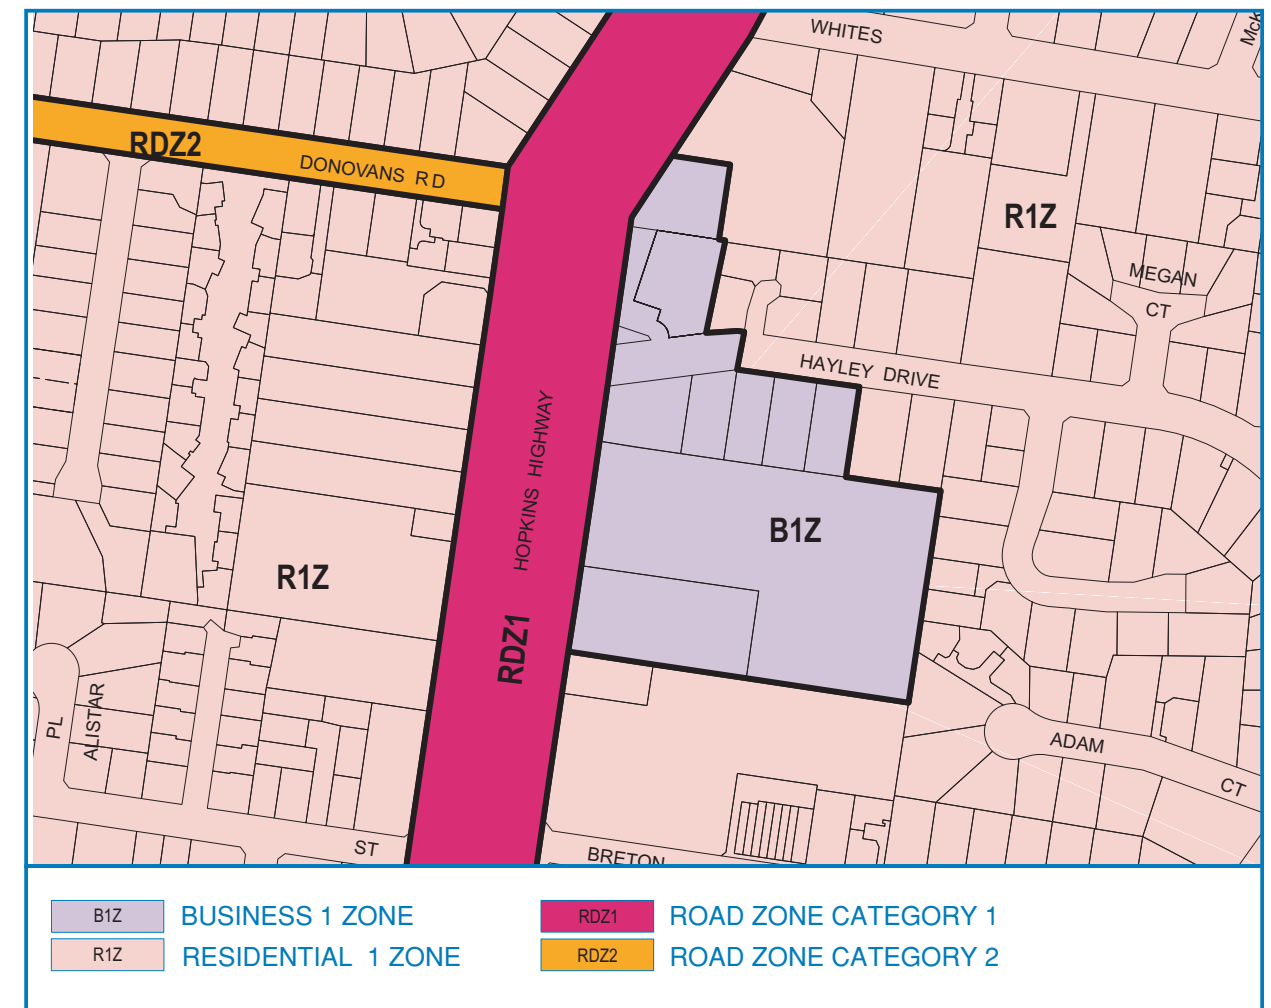 WHITES
McK
RDZ2
DONOVANS RD
R1Z
MEGAN
CT
HAYLEY DRIVE
HOPKINS HIGHWAY
B1Z
R1Z
RDZ1
PL
ALISTAR
ADAM
CT
ST
BRETON
B1Z BUSINESS 1 ZONE
RDZ1 ROAD ZONE CATEGORY 1
R1Z RESIDENTIAL 1 ZONE
RDZ2 ROAD ZONE CATEGORY 2